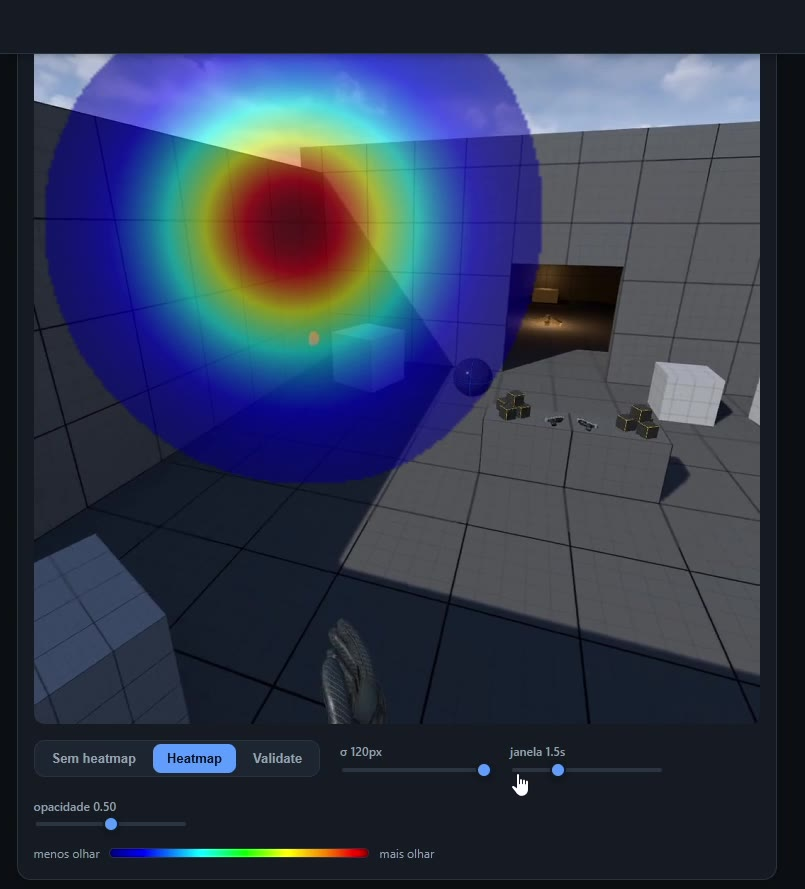 Sem heatmap Heatmap Validate σ 120px janela 1.5s
opacidade 0.50
menos olhar mais olhar